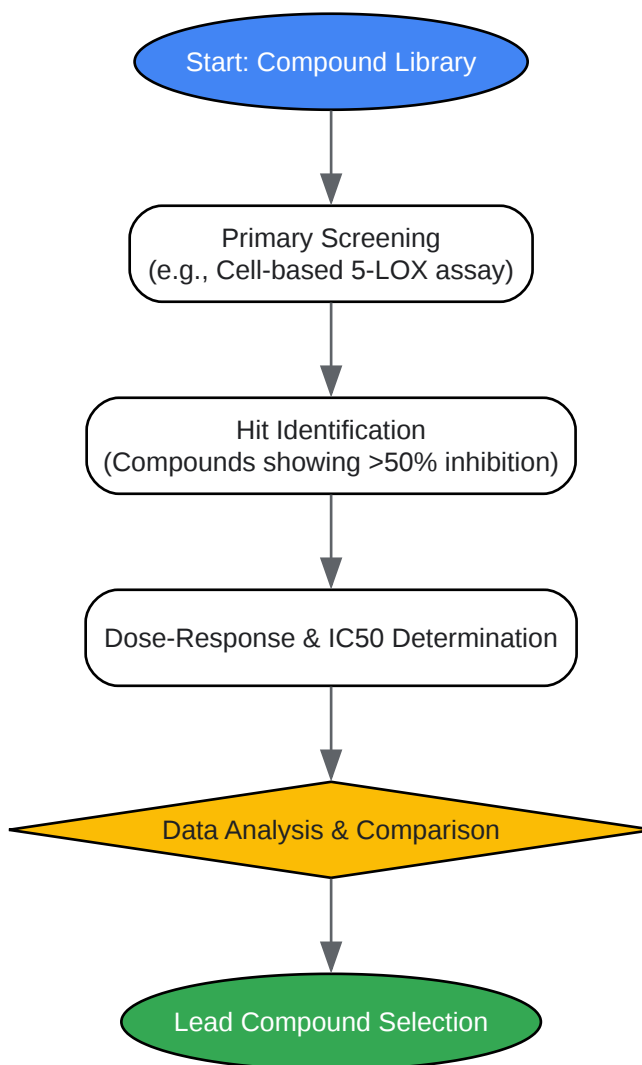 Start: Compound Library
Primary Screening
(e.g., Cell-based 5-LOX assay)
Hit Identification
(Compounds showing >50% inhibition)
Dose-Response & IC50 Determination
Data Analysis & Comparison
Lead Compound Selection